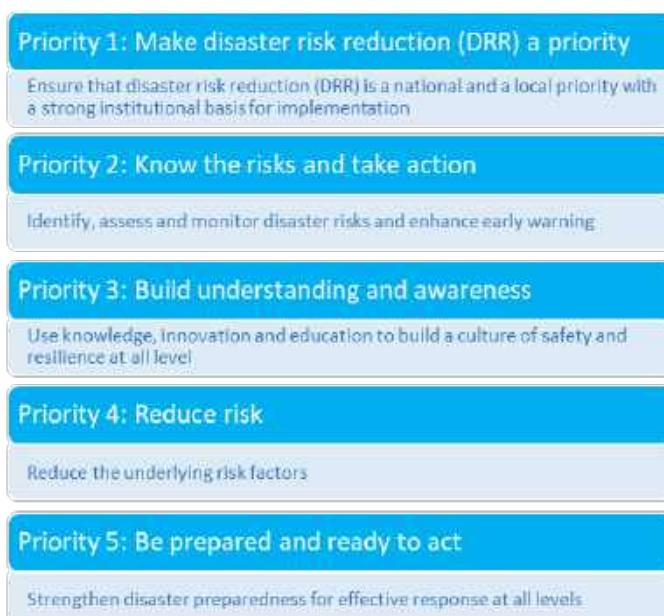 Priority 1: Make disaster risk reduction (DRR) a priority
Ensure that disaster risk reduction (DRR) is a national and a local priority with
a strong institutional basis for implementation
Priority 2: Know the risks and take action
Identify, assess and monitor disaster risks and enhance early warning
Priority 3: Build understanding and awareness
Use knowledge, innovation and education to build a culture of safety and
resilience at all level
Priority 4: Reduce risk
Reduce the underlying risk factors
Priority 5: Be prepared and ready to act
Strengthen disaster preparedness for effective response at all levels